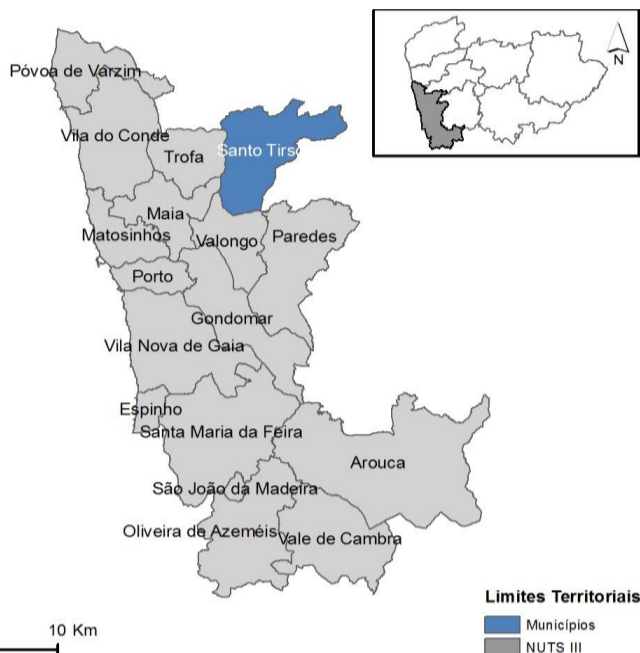 N
Póvoa de Varzim
Vila do Conde
Trofa
Santo Tirso
Maia
Matosinhos
Valongo
Paredes
Porto
Gondomar
Vila Nova de Gaia
Espinho
Santa Maria da Feira
Arouca
São João da Madeira
Oliveira de Azeméis
Vale de Cambra
Limites Territoriais
10 Km
Municípios
NUTS III